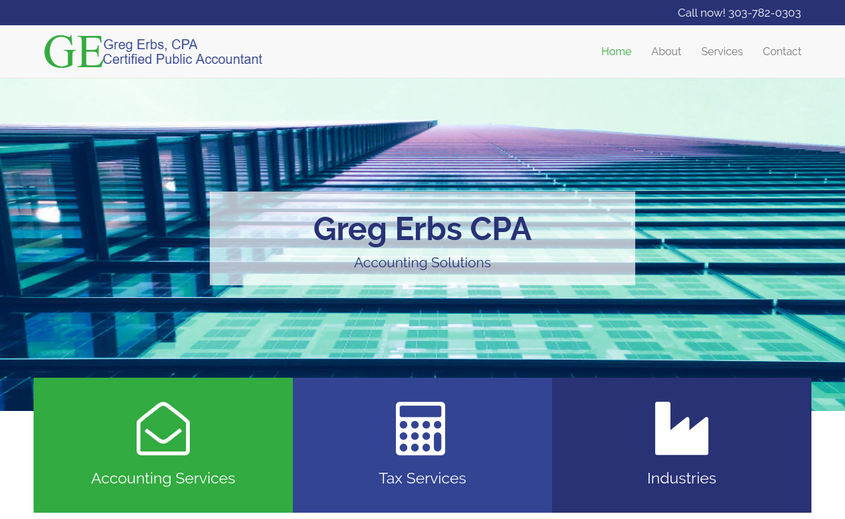 Call now! 303-782-0303
GE
Greg Erbs, CPA
Certified Public Accountant
Home About Services Contact
Greg Erbs CPA
Accounting Solutions
Accounting Services
Tax Services
Industries